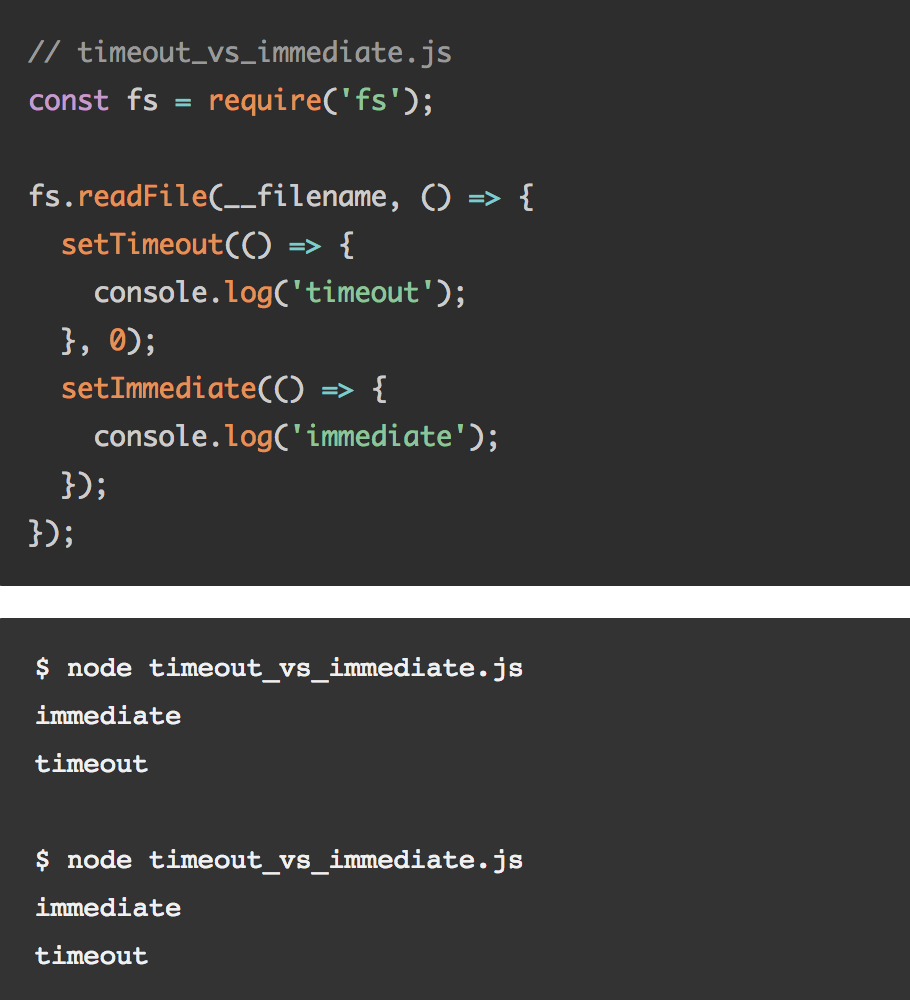 // timeout_vs_immediate.js
const fs = require('fs');

fs.readFile(__filename, () => {
  setTimeout(() => {
    console.log('timeout');
  }, 0);
  setImmediate(() => {
    console.log('immediate');
  });
});

$ node timeout_vs_immediate.js
immediate
timeout

$ node timeout_vs_immediate.js
immediate
timeout